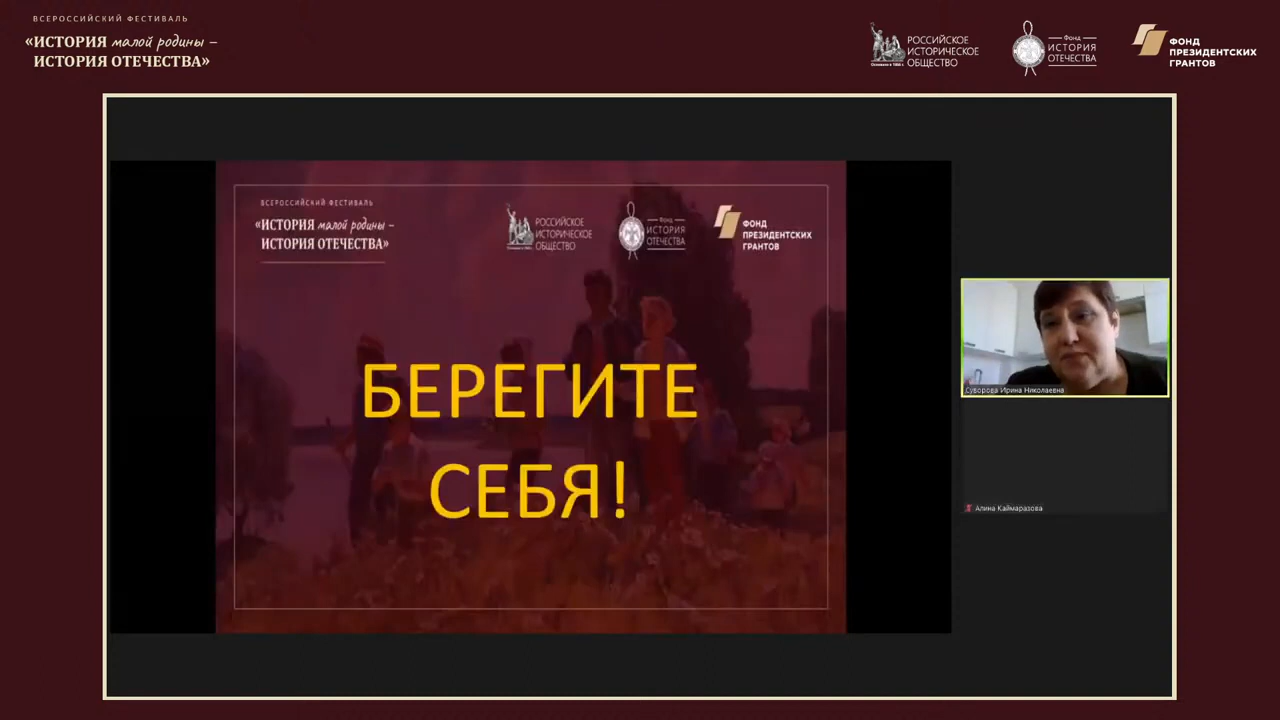 ВСЕРОССИЙСКИЙ ФЕСТИВАЛЬ
«ИСТОРИЯ малой родины –
ИСТОРИЯ ОТЕЧЕСТВА»
РОССИЙСКОЕ
ИСТОРИЧЕСКОЕ
ОБЩЕСТВО
Основано в 1866 г.
Фонд
ИСТОРИЯ
ОТЕЧЕСТВА
ФОНД
ПРЕЗИДЕНТСКИХ
ГРАНТОВ
ВСЕРОССИЙСКИЙ ФЕСТИВАЛЬ
«ИСТОРИЯ малой родины –
ИСТОРИЯ ОТЕЧЕСТВА»
РОССИЙСКОЕ
ИСТОРИЧЕСКОЕ
ОБЩЕСТВО
Фонд
ИСТОРИЯ
ОТЕЧЕСТВА
ФОНД
ПРЕЗИДЕНТСКИХ
ГРАНТОВ
БЕРЕГИТЕ
СЕБЯ!
Суворова Ирина Николаевна
Алина Каймаразова